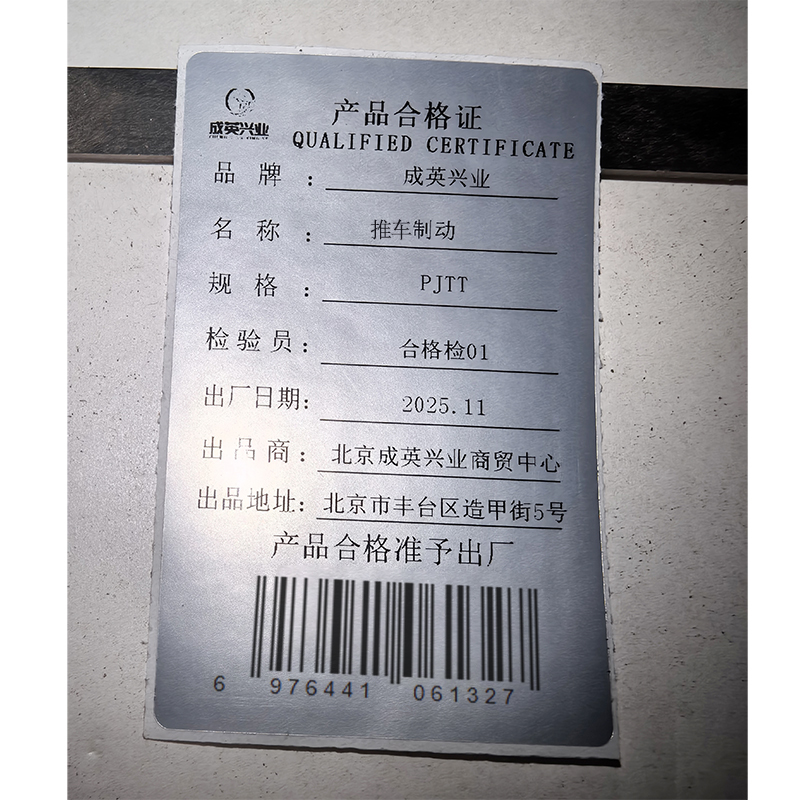 成英兴业
产品合格证
QUALIFIED CERTIFICATE
品牌：成英兴业
名称：推车制动
规格：PJTT
检验员：合格检01
出厂日期：2025.11
出品商：北京成英兴业商贸中心
出品地址：北京市丰台区造甲街5号
产品合格准予出厂
6 976441 061327